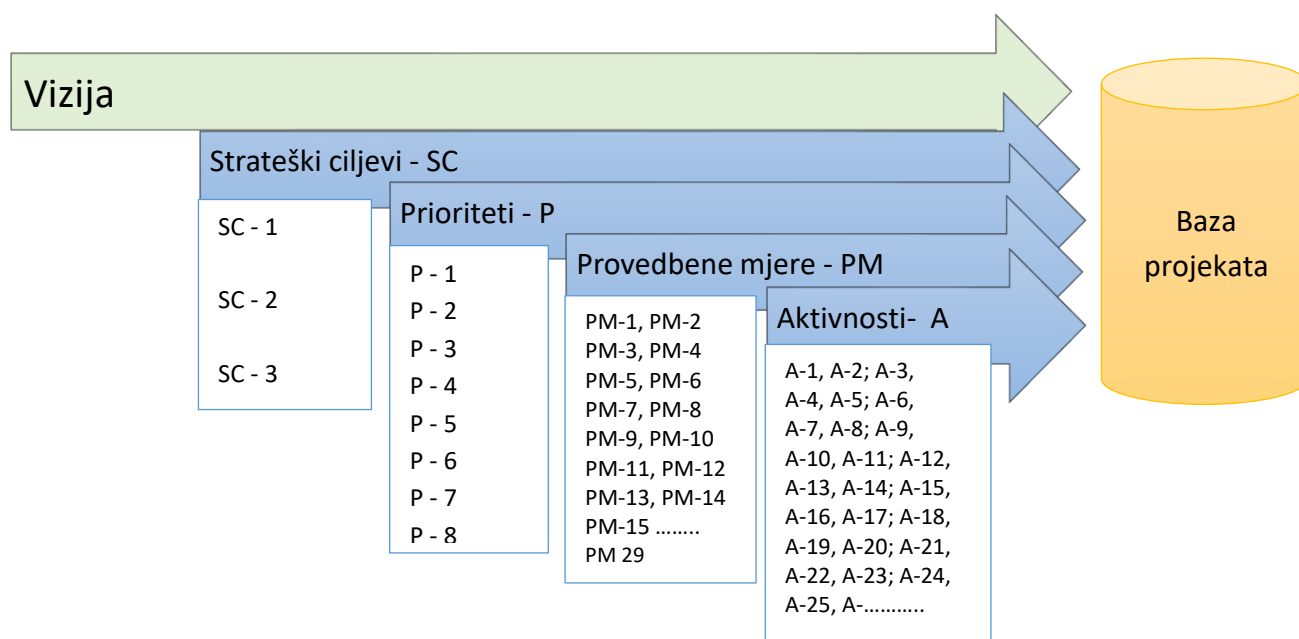 Vizija
Strateški ciljevi - SC
SC - 1
SC - 2
SC - 3
Prioriteti - P
P - 1
P - 2
P - 3
P - 4
P - 5
P - 6
P - 7
P - 8
Provedbene mjere - PM
PM-1, PM-2
PM-3, PM-4
PM-5, PM-6
PM-7, PM-8
PM-9, PM-10
PM-11, PM-12
PM-13, PM-14
PM-15 ……..
PM 29
Aktivnosti-  A
A-1, A-2; A-3,
A-4, A-5; A-6,
A-7, A-8; A-9,
A-10, A-11; A-12,
A-13, A-14; A-15,
A-16, A-17; A-18,
A-19, A-20; A-21,
A-22, A-23; A-24,
A-25, A-………..
Baza
projekata